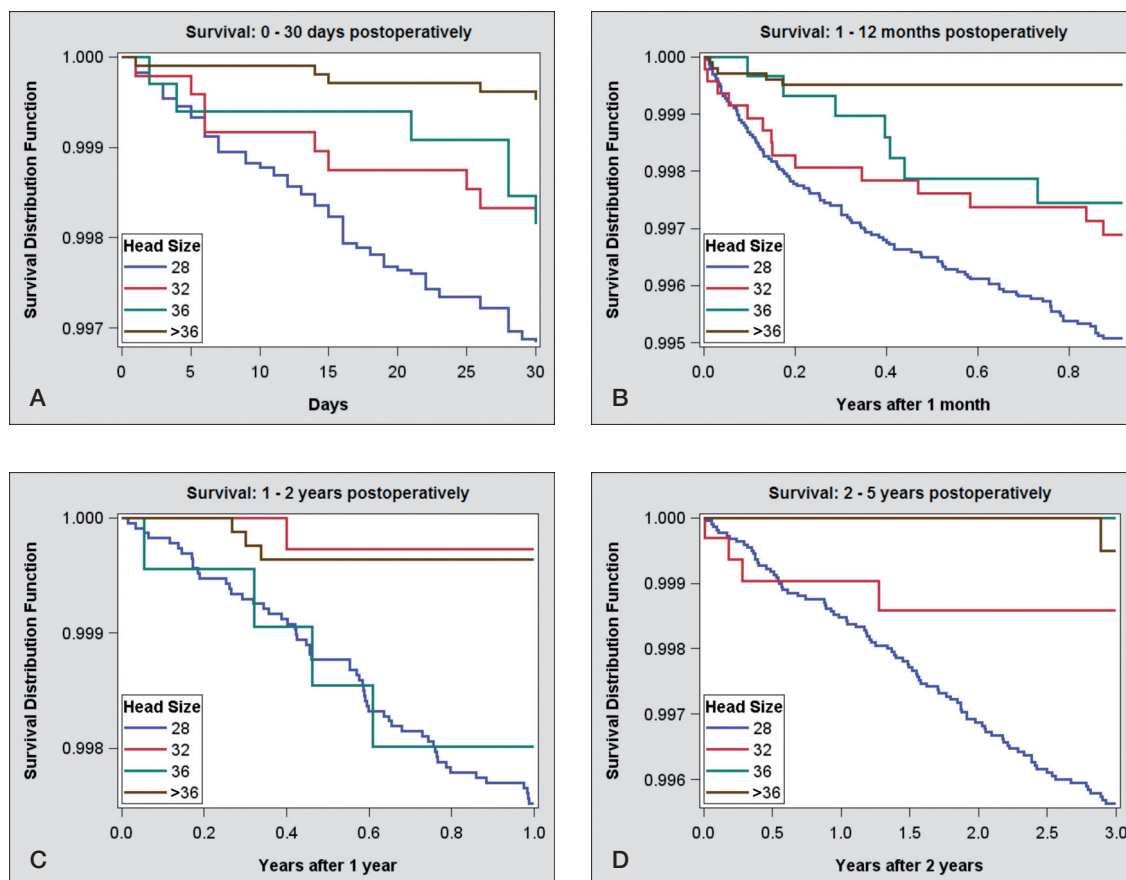 Survival: 0 - 30 days postoperatively
1.000
0.999
0.998
0.997
Survival Distribution Function
Head Size
28
32
36
>36
0 5 10 15 20 25 30
Days
A
Survival: 1 - 12 months postoperatively
1.000
0.999
0.998
0.997
0.996
0.995
Survival Distribution Function
Head Size
28
32
36
>36
0.0 0.2 0.4 0.6 0.8
Years after 1 month
B
Survival: 1 - 2 years postoperatively
1.000
0.999
0.998
Survival Distribution Function
Head Size
28
32
36
>36
0.0 0.2 0.4 0.6 0.8 1.0
Years after 1 year
C
Survival: 2 - 5 years postoperatively
1.000
0.999
0.998
0.997
0.996
Survival Distribution Function
Head Size
28
32
36
>36
0.0 0.5 1.0 1.5 2.0 2.5 3.0
Years after 2 years
D